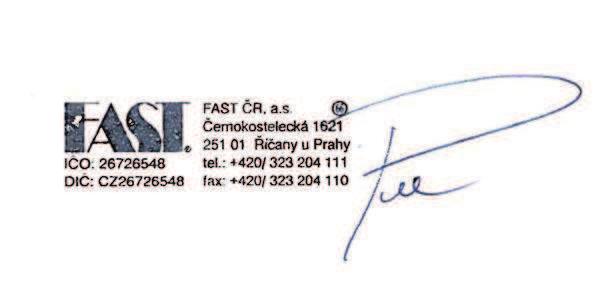 FAST®
IČO: 26726548
DIČ: CZ26726548
FAST ČR, a.s.
Černokostelecká 1621
251 01 Říčany u Prahy
tel.: +420/ 323 204 111
fax: +420/ 323 204 110